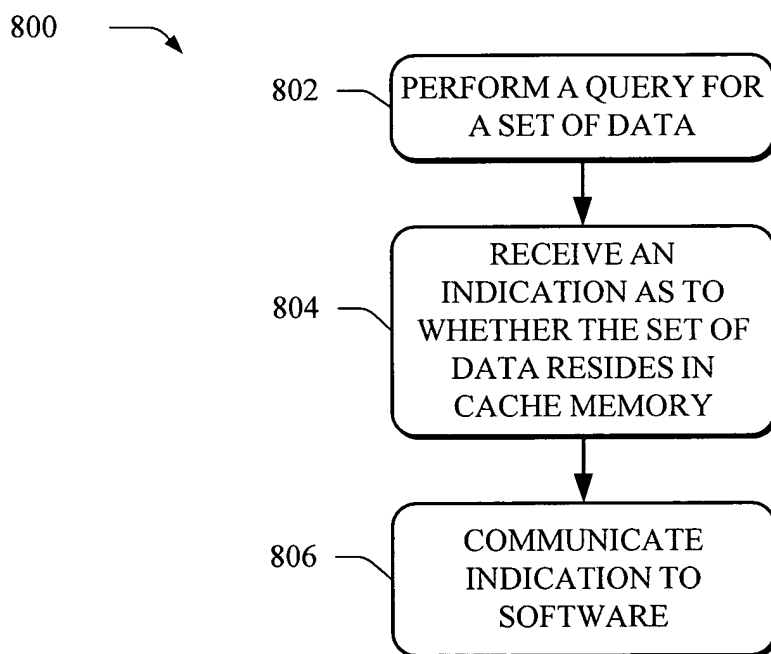 800
802
PERFORM A QUERY FOR
A SET OF DATA
804
RECEIVE AN
INDICATION AS TO
WHETHER THE SET OF
DATA RESIDES IN
CACHE MEMORY
806
COMMUNICATE
INDICATION TO
SOFTWARE